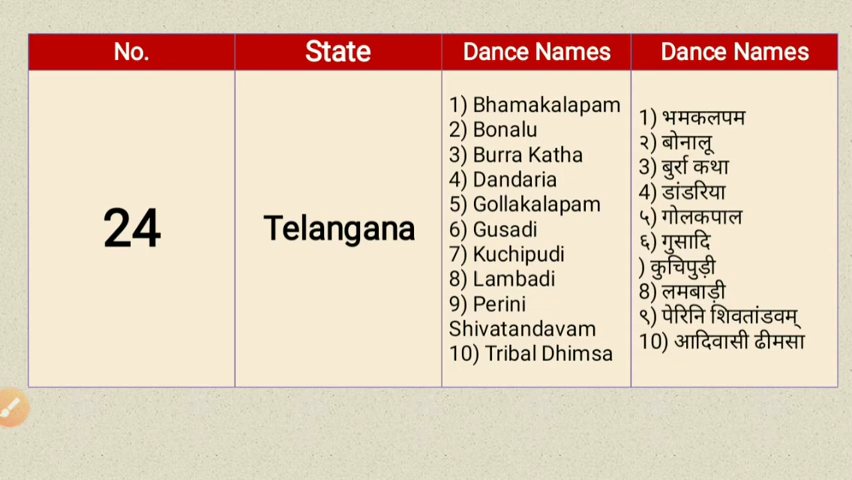 No.
State
Dance Names
Dance Names
24
Telangana
1) Bhamakalapam
2) Bonalu
3) Burra Katha
4) Dandaria
5) Gollakalapam
6) Gusadi
7) Kuchipudi
8) Lambadi
9) Perini
Shivatandavam
10) Tribal Dhimsa
1) भमकलपम
२) बोनालू
3) बुर्रा कथा
4) डांडरिया
५) गोलकपाल
६) गुसादि
) कुचिपुड़ी
8) लमबाड़ी
९) पेरिनि शिवतांडवम्
10) आदिवासी ढीमसा